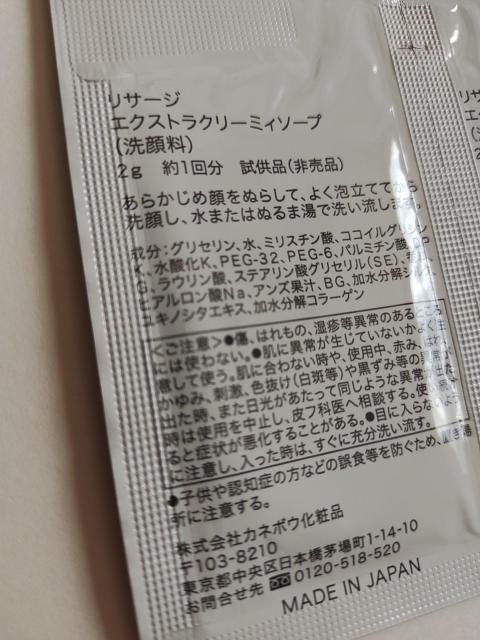 リサージ
エクストラクリーミィソープ
(洗顔料)
2g 約1回分 試供品(非売品)
あらかじめ顔をぬらして、よく泡立ててから
洗顔し、水またはぬるま湯で洗い流します。
成分:グリセリン、水、ミリスチン酸、ココイルグリシン
K、水酸化K、PEG-32、PEG-6、パルミチン酸、
G、ラウリン酸、ステアリン酸グリセリル(SE)、
ヒアルロン酸Na、アンズ果汁、BG、加水分解シルク、
ユキノシタエキス、加水分解コラーゲン
<ご注意>●傷、はれもの、湿疹等異常のあるところ
には使わない。●肌に異常が生じていないかよく注
意して使う。肌に合わない時や、使用中、赤み、はれ、
かゆみ、刺激、色抜け(白斑等)や黒ずみ等の異常が
出た時、また日光があたって同じような異常が出た
時は使用を中止し、皮フ科医へ相談する。使い続け
ると症状が悪化することがある。●目に入らないよう
に注意し、入った時は、すぐに充分洗い流す。
●子供や認知症の方などの誤食等を防ぐため、置き場
所に注意する。
株式会社カネボウ化粧品
〒103-8210
東京都中央区日本橋茅場町1-14-10
お問合せ先 0120-518-520
MADE IN JAPAN
リサ
エク
(洗
2